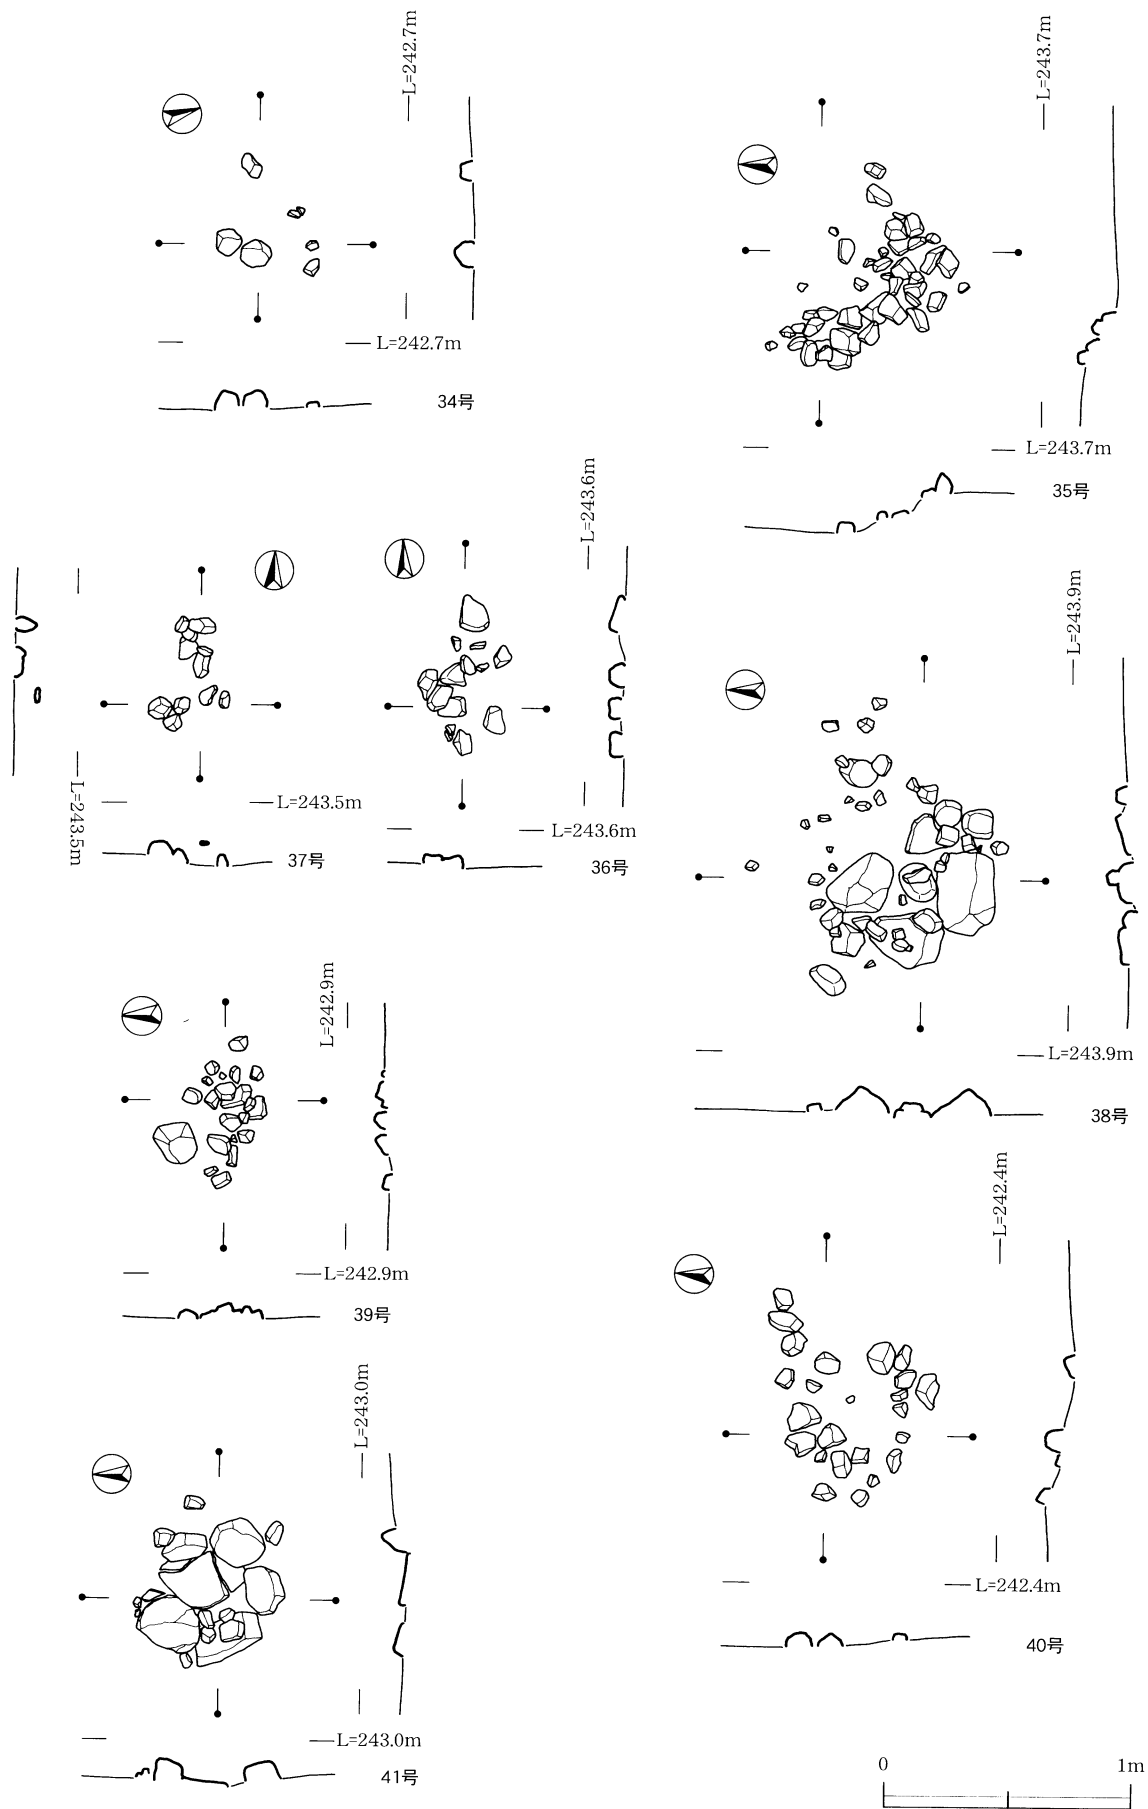 L=242.7m
L=242.7m
34号
L=243.7m
L=243.7m
35号
L=243.5m
L=243.5m
37号
L=243.6m
L=243.6m
36号
L=243.9m
L=243.9m
38号
L=242.9m
L=242.9m
39号
L=242.4m
L=242.4m
40号
L=243.0m
L=243.0m
41号
0 1m